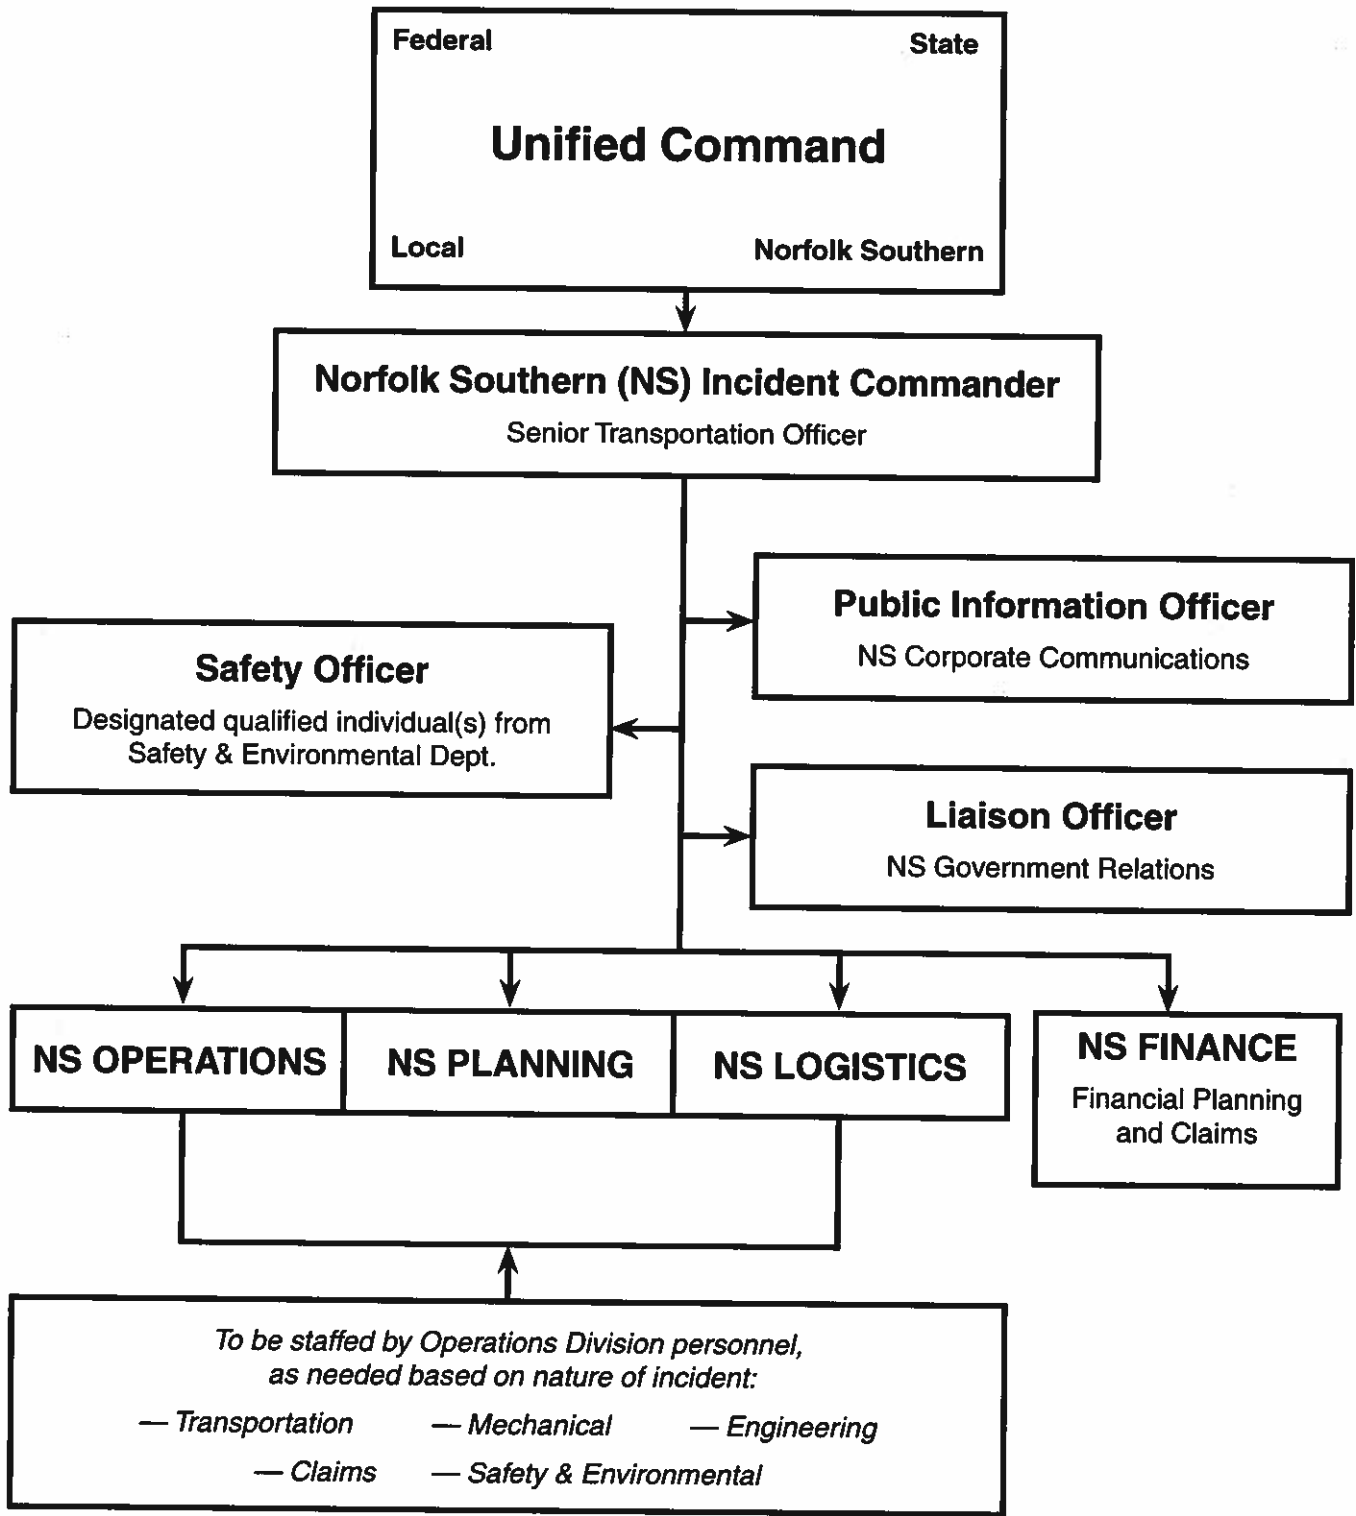 Federal
State
Unified Command
Local
Norfolk Southern
Norfolk Southern (NS) Incident Commander
Senior Transportation Officer
Public Information Officer
NS Corporate Communications
Safety Officer
Designated qualified individual(s) from
Safety & Environmental Dept.
Liaison Officer
NS Government Relations
NS OPERATIONS
NS PLANNING
NS LOGISTICS
NS FINANCE
Financial Planning
and Claims
To be staffed by Operations Division personnel,
as needed based on nature of incident:
— Transportation — Mechanical — Engineering
— Claims — Safety & Environmental